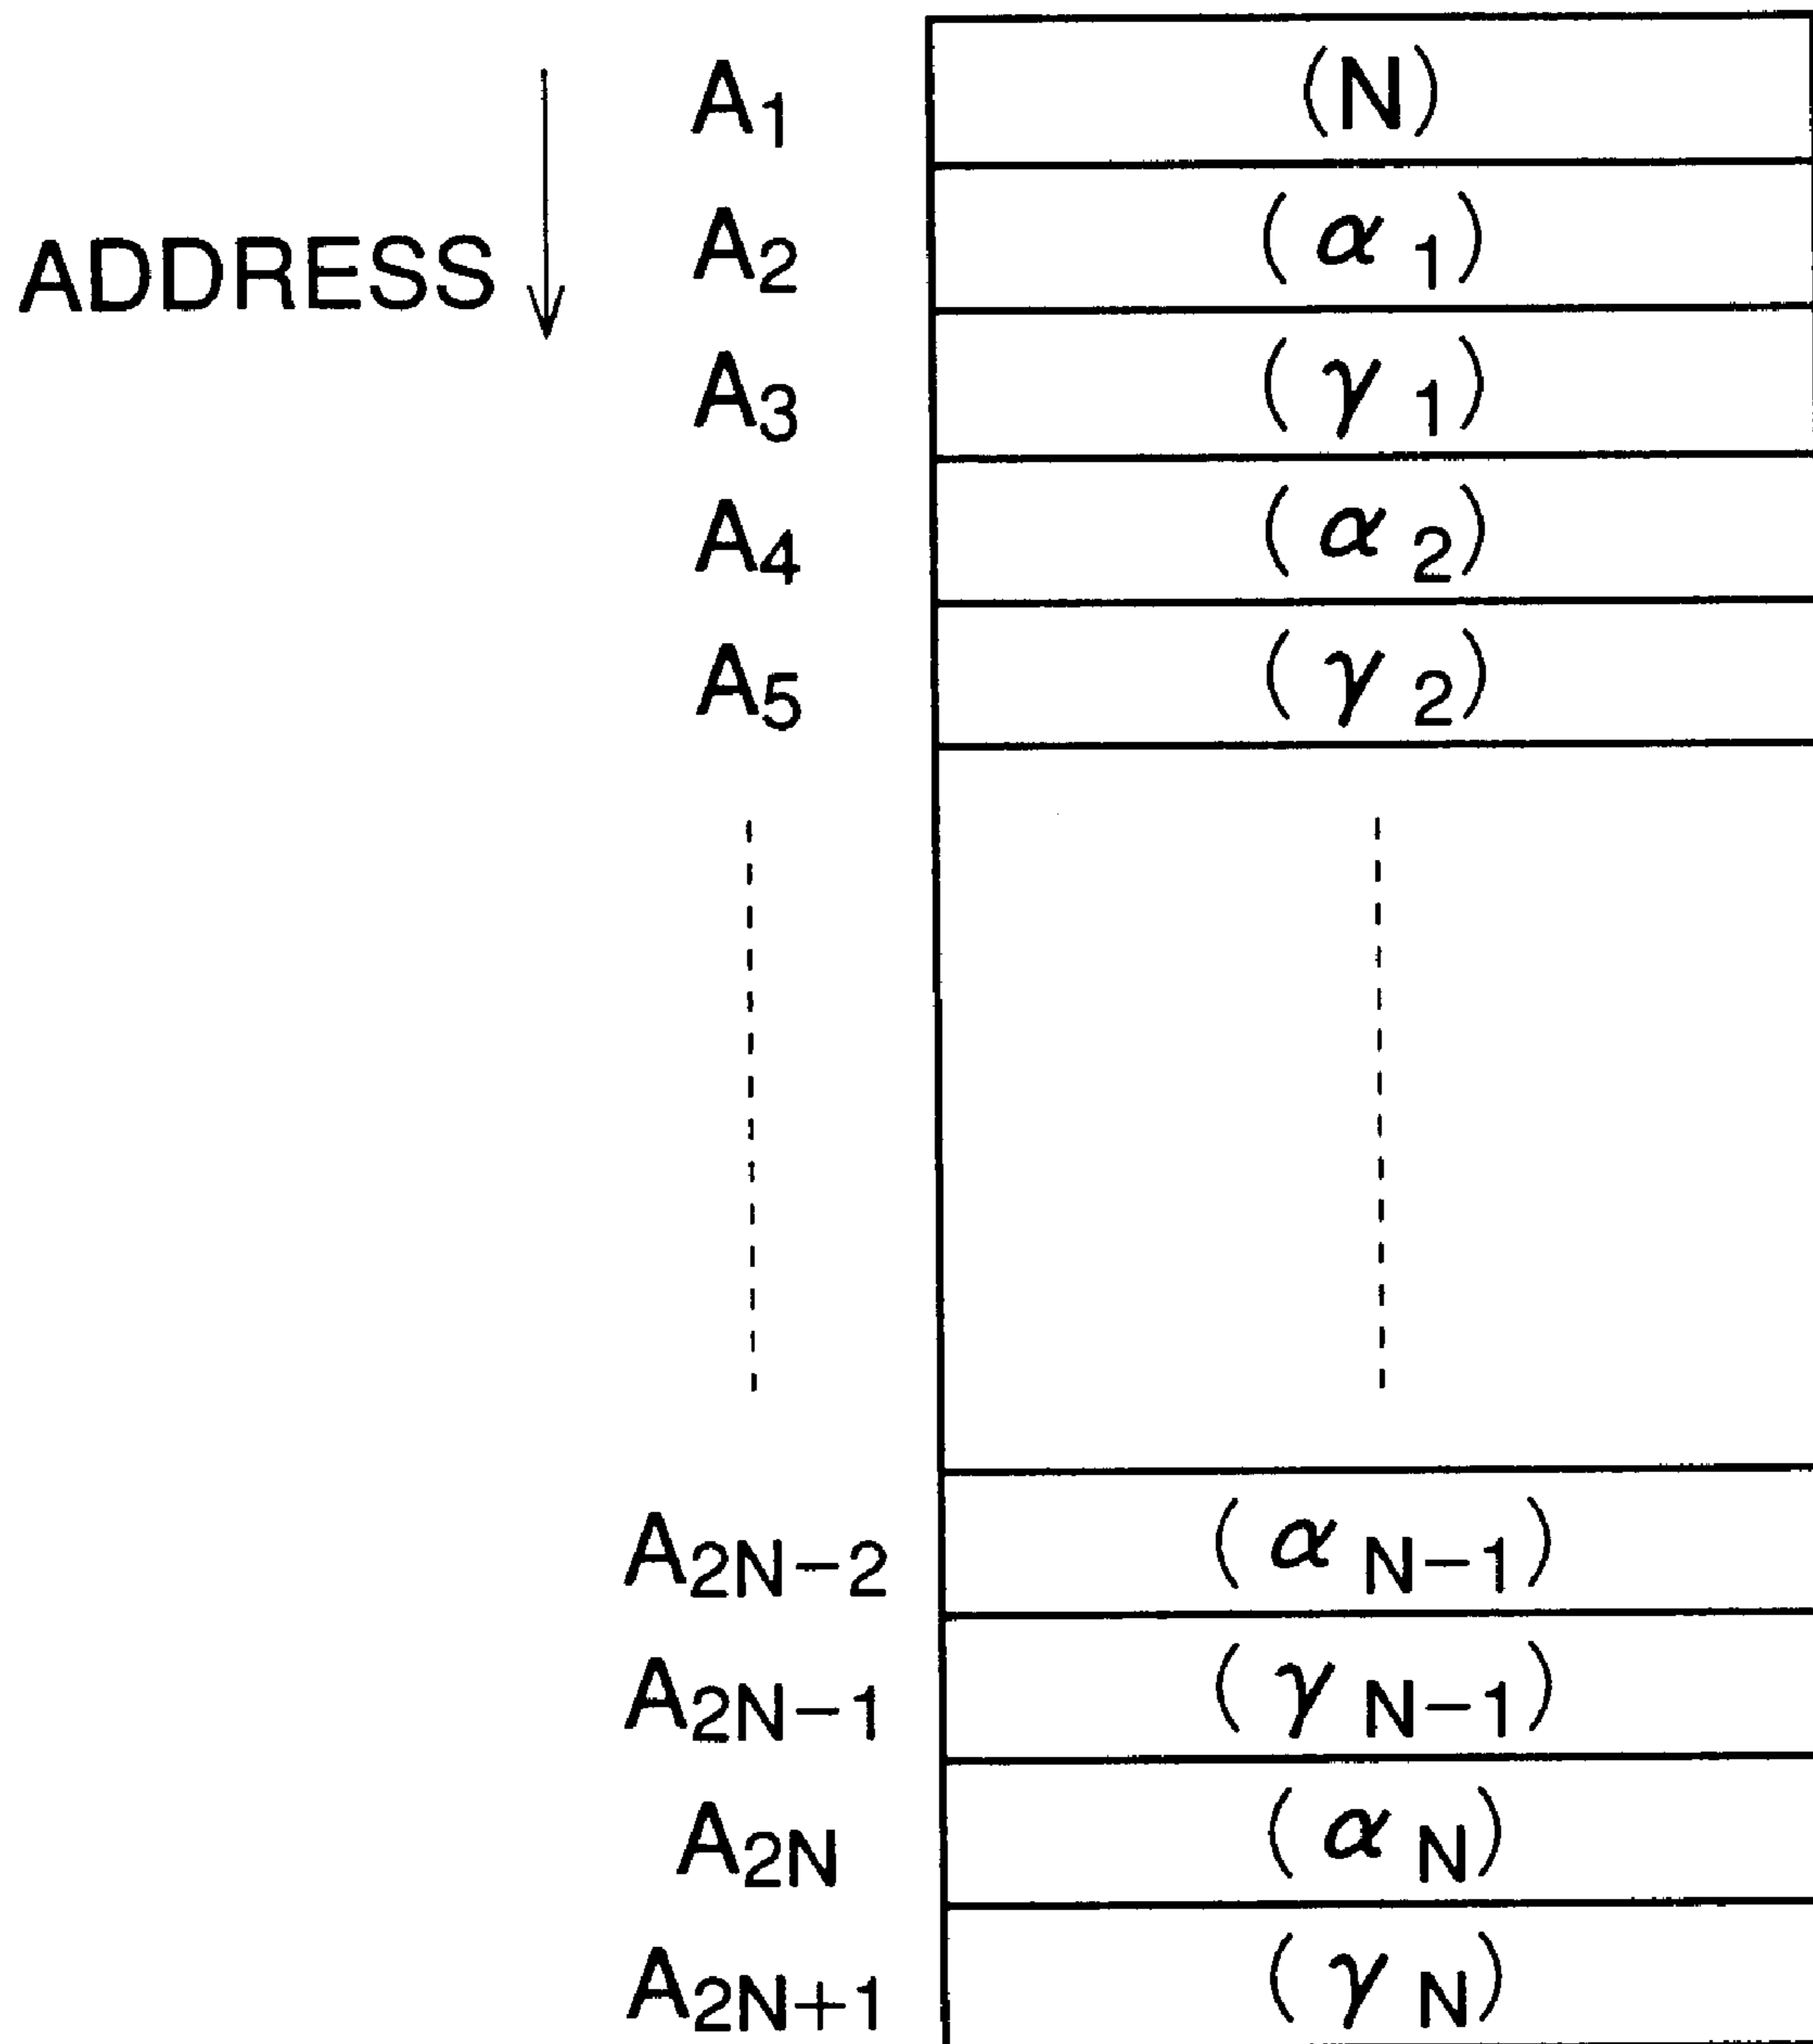 A₁ (N)
A₂ (α₁)
ADDRESS
A₃ (γ₁)
A₄ (α₂)
A₅ (γ₂)
A₂N₋₂ (αN₋₁)
A₂N₋₁ (γN₋₁)
A₂N (αN)
A₂N₊₁ (γN)